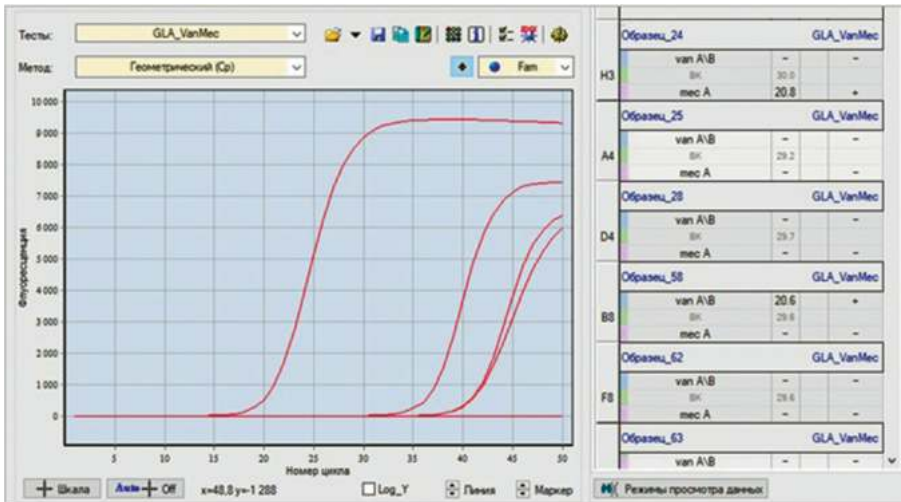 Тесты: GLA_VanMec
Метод: Геометрический (Cp) Fam
Флуоресценция
10 000
9 000
8 000
7 000
6 000
5 000
4 000
3 000
2 000
1 000
0
5 10 15 20 25 30 35 40 45 50
Номер цикла
Шкала Auto Off x=48,8 y=-1 288 Log_Y Линия Маркер
Образец_24 GLA_VanMec
H3
van A\B - -
ВК 30.0
mec A 20.8 +
Образец_25 GLA_VanMec
A4
van A\B - -
ВК 29.2
mec A - -
Образец_28 GLA_VanMec
D4
van A\B - -
ВК 29.7
mec A - -
Образец_58 GLA_VanMec
B8
van A\B 20.6 +
ВК 29.6
mec A - -
Образец_62 GLA_VanMec
F8
van A\B - -
ВК 29.6
mec A - -
Образец_63 GLA_VanMec
van A\B - -
Режимы просмотра данных